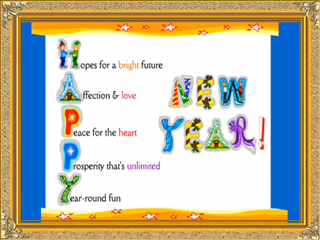 Hopes for a bright future
Affection & love
Peace for the heart
Prosperity that's unlimited
Year-round fun
NEW
YEAR!